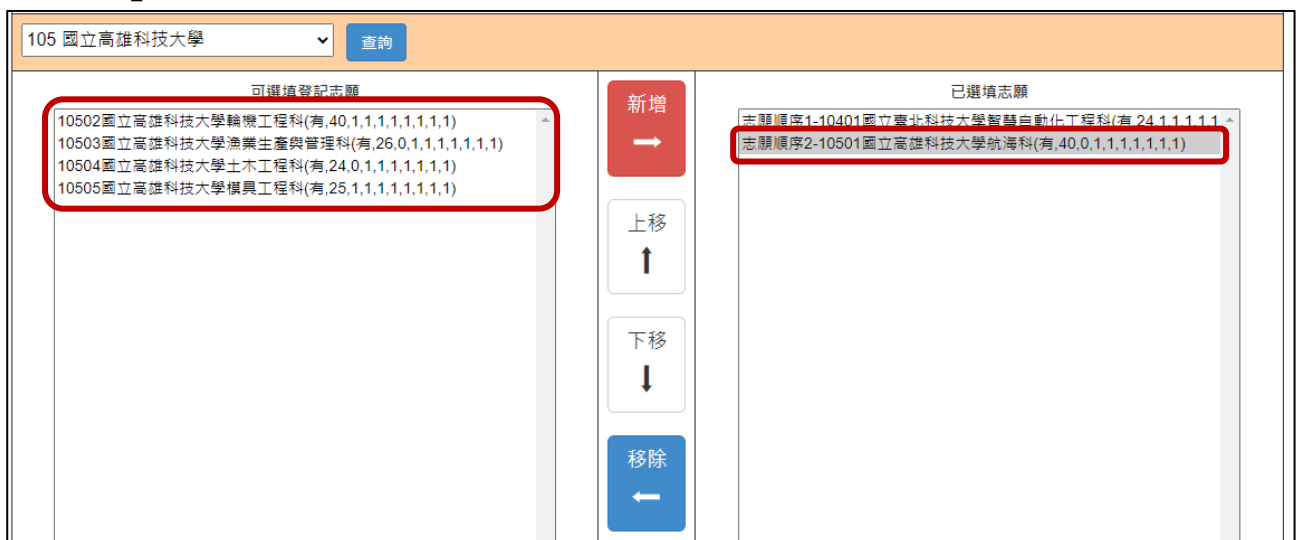 105 國立高雄科技大學
查詢
可選填登記志願
10502國立高雄科技大學輪機工程科(有,40,1,1,1,1,1,1,1,1)
10503國立高雄科技大學漁業生產與管理科(有,26,0,1,1,1,1,1,1,1)
10504國立高雄科技大學土木工程科(有,24,0,1,1,1,1,1,1,1)
10505國立高雄科技大學模具工程科(有,25,1,1,1,1,1,1,1,1)
新增
上移
下移
移除
已選填志願
志願順序1-10401國立臺北科技大學智慧自動化工程科(有,24,1,1,1,1,1
志願順序2-10501國立高雄科技大學航海科(有,40,0,1,1,1,1,1,1,1)